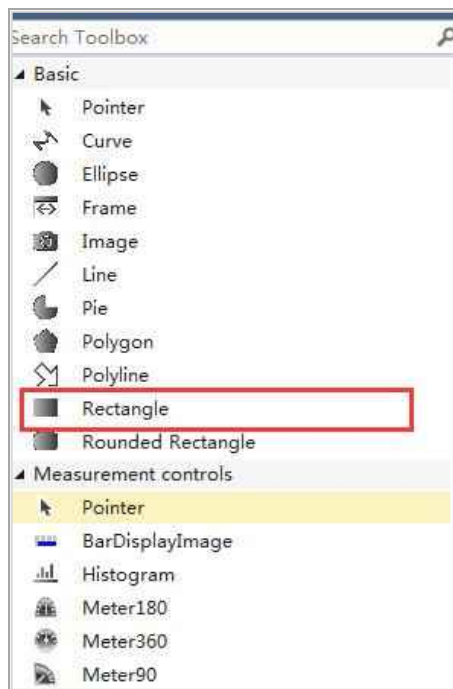 Search Toolbox
Basic
Pointer
Curve
Ellipse
Frame
Image
Line
Pie
Polygon
Polyline
Rectangle
Rounded Rectangle
Measurement controls
Pointer
BarDisplayImage
Histogram
Meter180
Meter360
Meter90